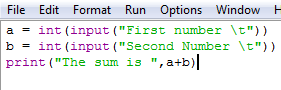 File Edit Format Run Options Window H
a = int(input("First number \t"))
b = int(input("Second Number \t"))
print("The sum is ",a+b)